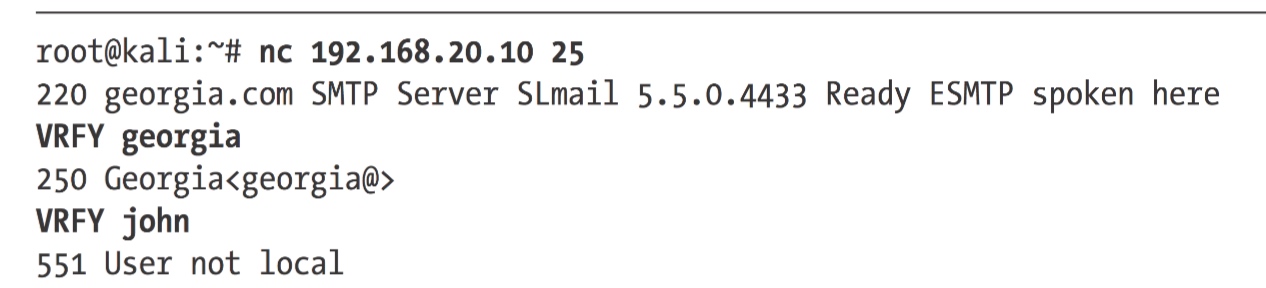 root@kali:~# nc 192.168.20.10 25
220 georgia.com SMTP Server SLmail 5.5.0.4433 Ready ESMTP spoken here
VRFY georgia
250 Georgia<georgia@>
VRFY john
551 User not local